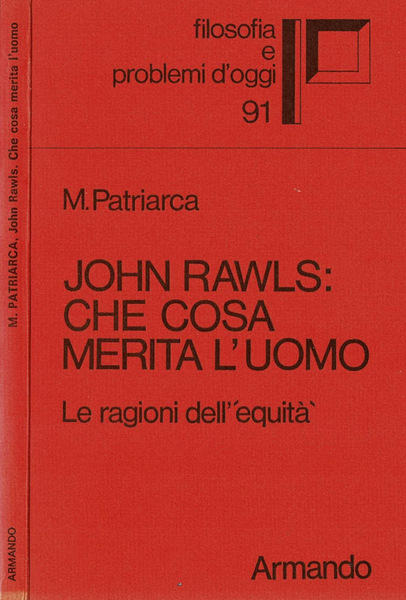 M. PATRIARCA, John Rawls. Che cosa merita l'uomo
ARMANDO
filosofia
e
problemi d'oggi
91
M.Patriarca
JOHN RAWLS:
CHE COSA
MERITA L'UOMO
Le ragioni dell'"equità"
Armando